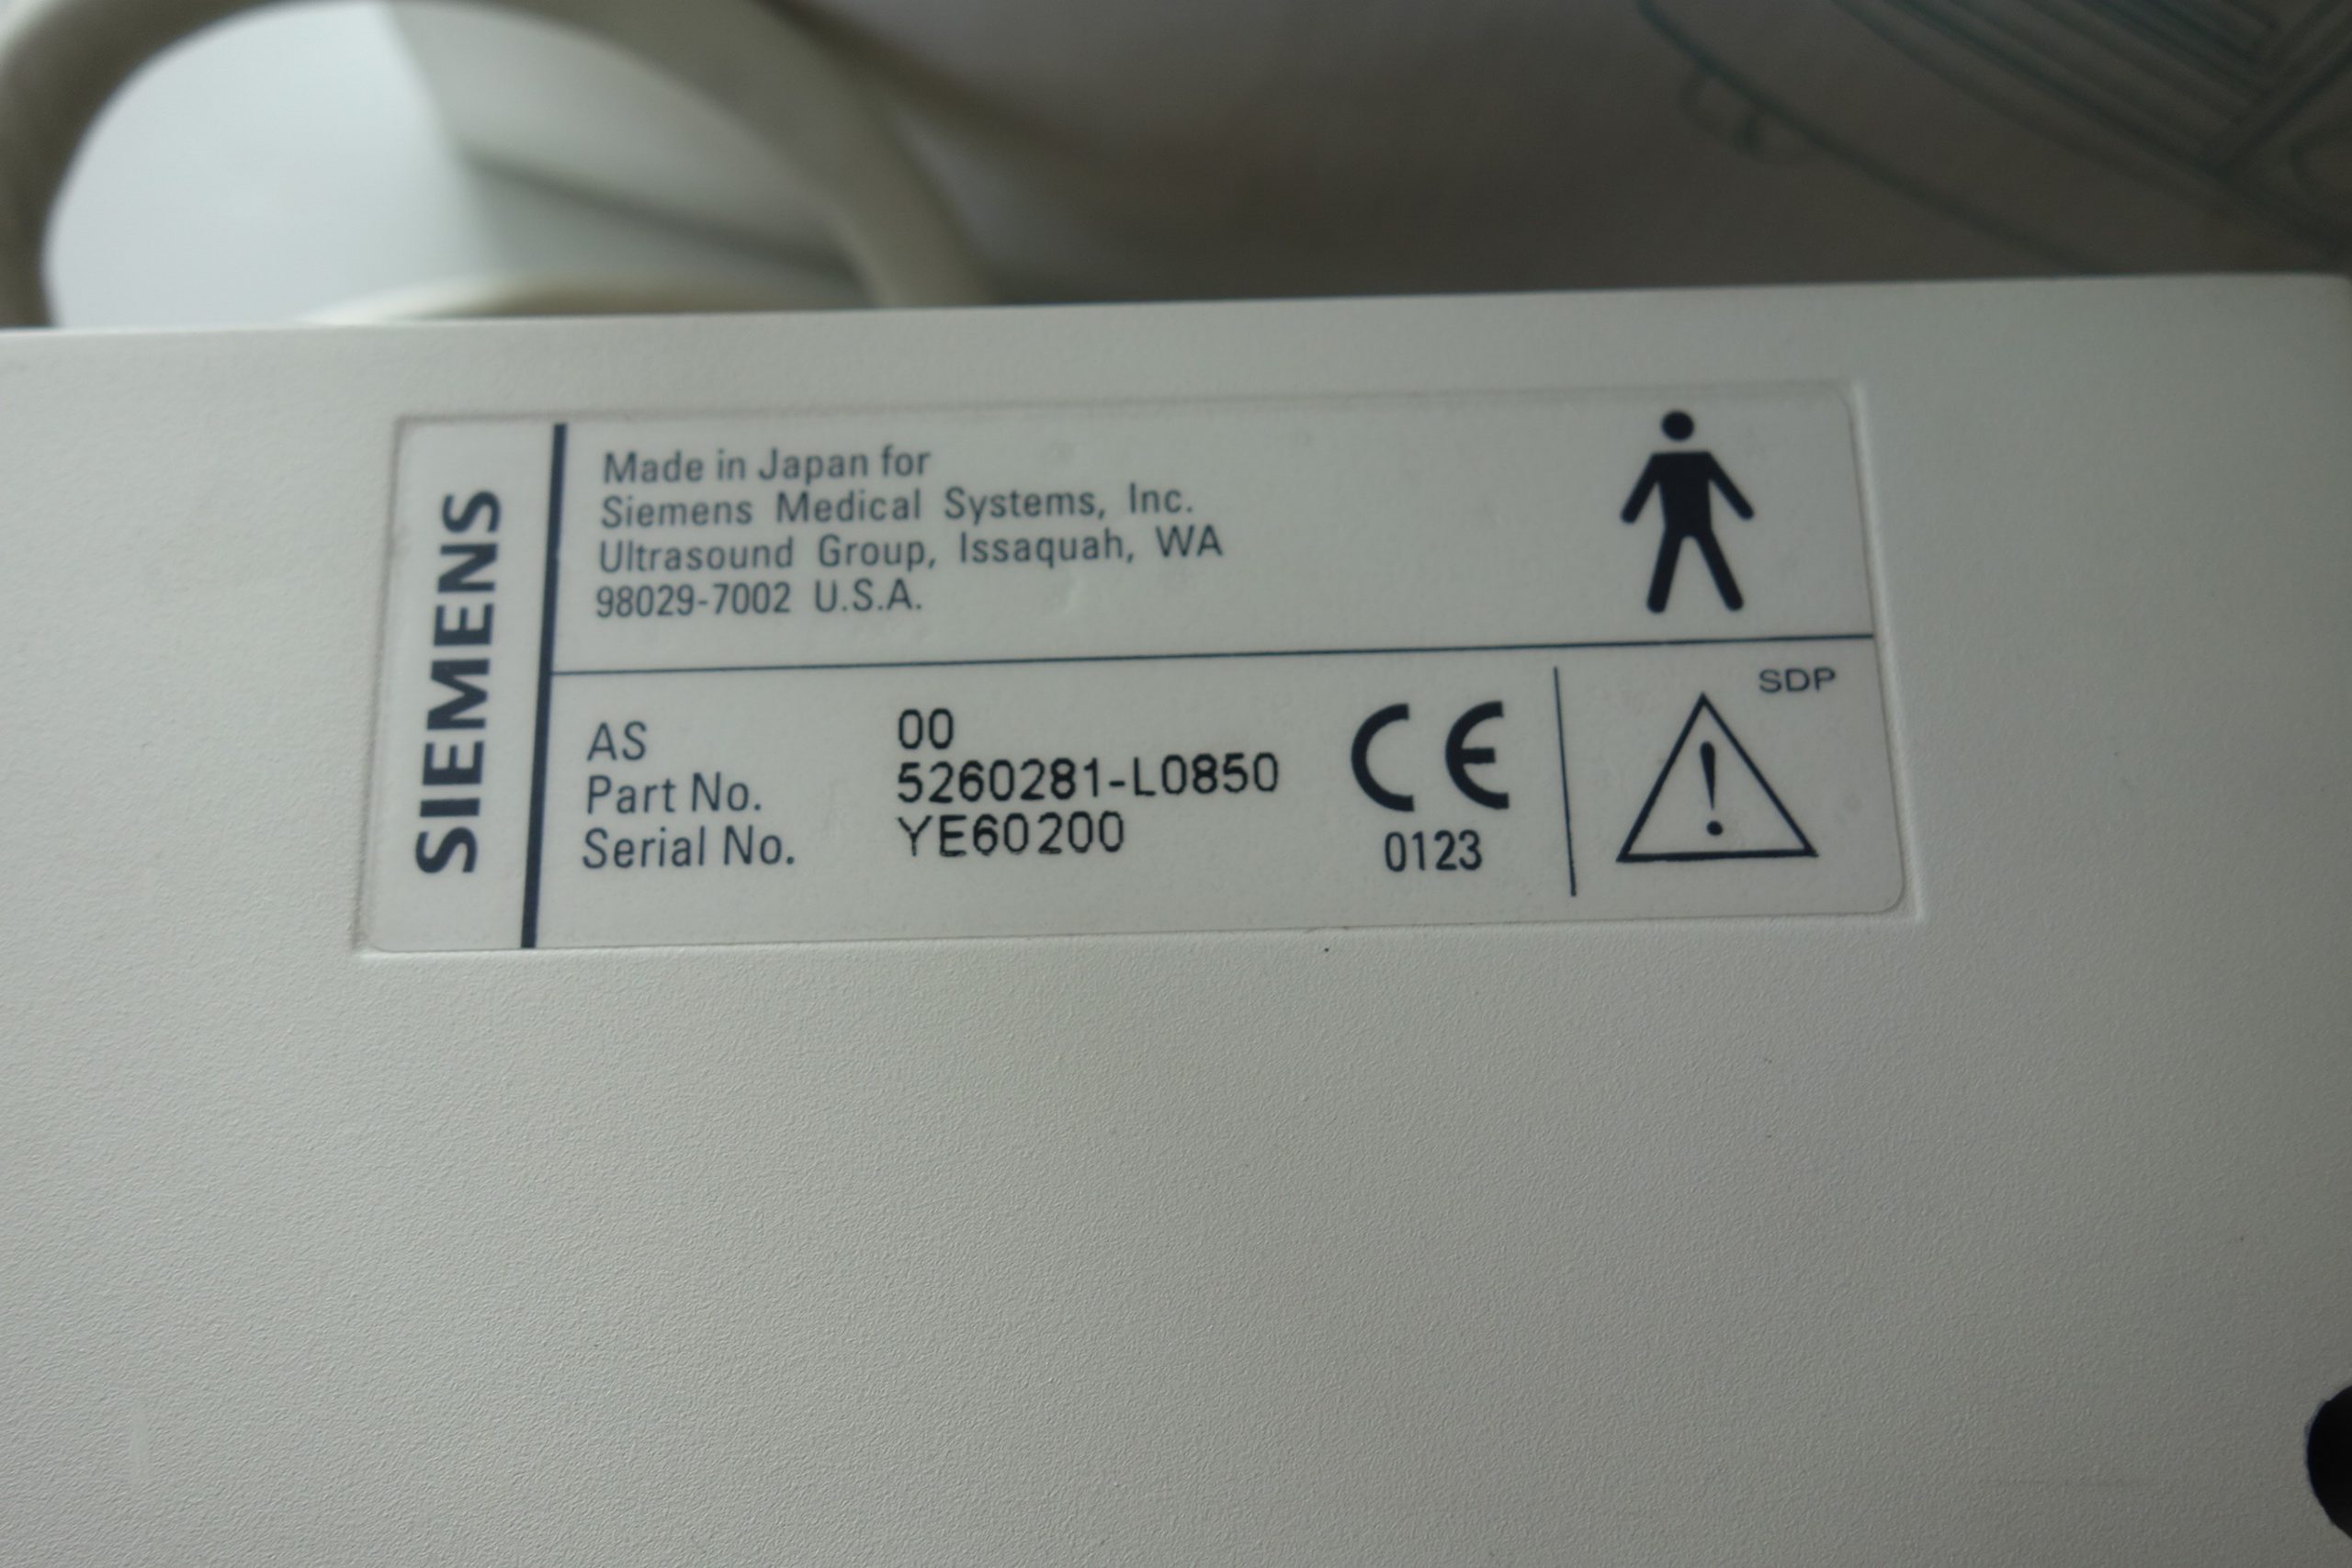 SIEMENS
Made in Japan for
Siemens Medical Systems, Inc.
Ultrasound Group, Issaquah, WA
98029-7002 U.S.A.
AS 00
Part No. 5260281-L0850
Serial No. YE60200
CE
0123
SDP
!